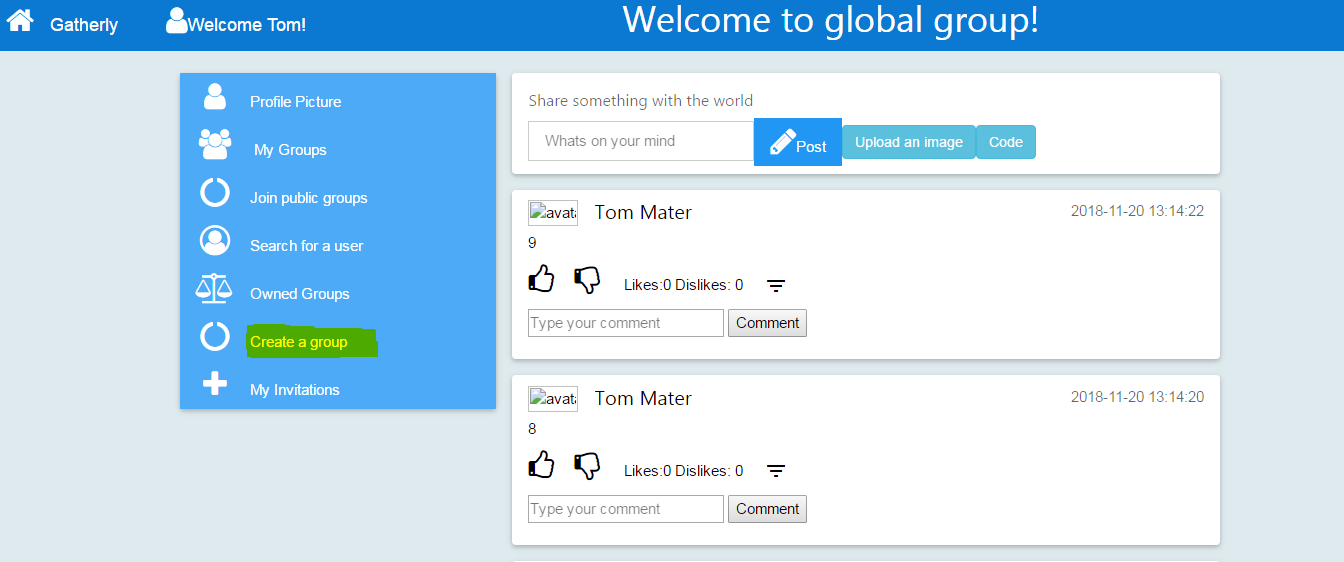 Gatherly Welcome Tom! Welcome to global group!
Profile Picture
My Groups
Join public groups
Search for a user
Owned Groups
Create a group
My Invitations
Share something with the world
Whats on your mind Post Upload an image Code
avata Tom Mater 2018-11-20 13:14:22
9
Likes:0 Dislikes: 0
Type your comment Comment
avata Tom Mater 2018-11-20 13:14:20
8
Likes:0 Dislikes: 0
Type your comment Comment